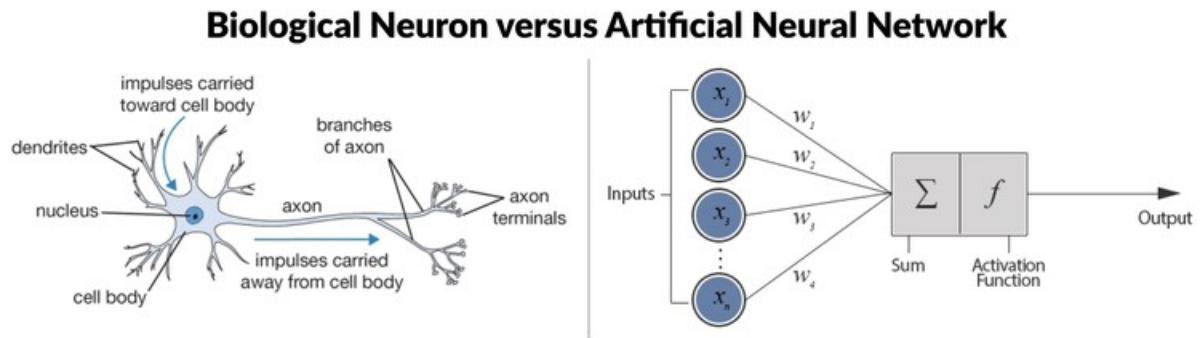 Biological Neuron versus Artificial Neural Network
impulses carried
toward cell body
dendrites
nucleus
cell body
branches
of axon
axon
axon
terminals
impulses carried
away from cell body
Inputs
x₁
x₂
x₃
⋮
xₙ
w₁
w₂
w₃
w₄
Σ
f
Sum
Activation
Function
Output